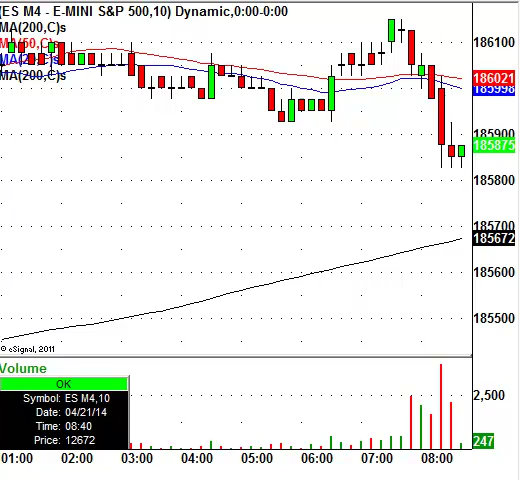 (ES M4 - E-MINI S&P 500,10) Dynamic,0:00-0:00
MA(200,C)s
MA(50,C)s
MA(20,C)s
MA(200,C)s
186100
186021
185998
185900
185875
185800
185700
185672
185600
185500
© eSignal, 2011
Volume
OK
Symbol: ES M4,10
Date: 04/21/14
Time: 08:40
Price: 12672
2,500
247
01:00 02:00 03:00 04:00 05:00 06:00 07:00 08:00